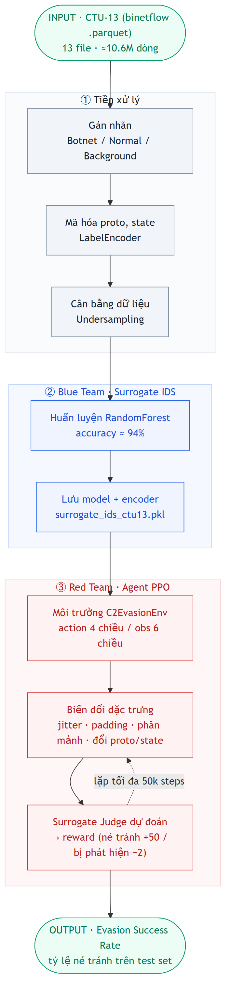 INPUT · CTU-13 (binetflow
.parquet)
13 file · ≈10.6M dòng
① Tiền xử lý
Gán nhãn
Botnet / Normal /
Background
Mã hóa proto, state
LabelEncoder
Cân bằng dữ liệu
Undersampling
② Blue Team · Surrogate IDS
Huấn luyện RandomForest
accuracy ≈ 94%
Lưu model + encoder
surrogate_ids_ctu13.pkl
③ Red Team · Agent PPO
Môi trường C2EvasionEnv
action 4 chiều / obs 6
chiều
Biến đổi đặc trưng
jitter · padding · phân
mảnh · đổi proto/state
lặp tối đa 50k steps
Surrogate Judge dự đoán
→ reward (né tránh +50 /
bị phát hiện −2)
OUTPUT · Evasion Success
Rate
tỷ lệ né tránh trên test set